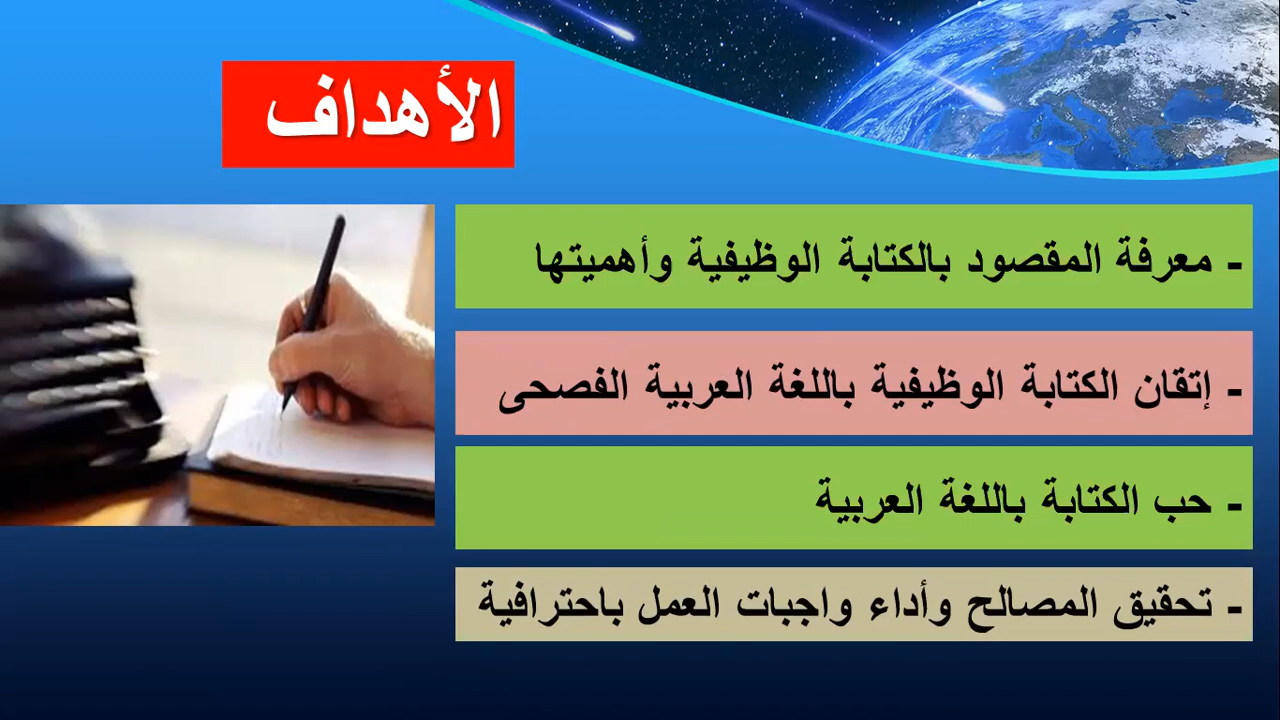 الأهداف
- معرفة المقصود بالكتابة الوظيفية وأهميتها
- إتقان الكتابة الوظيفية باللغة العربية الفصحى
- حب الكتابة باللغة العربية
- تحقيق المصالح وأداء واجبات العمل باحترافية